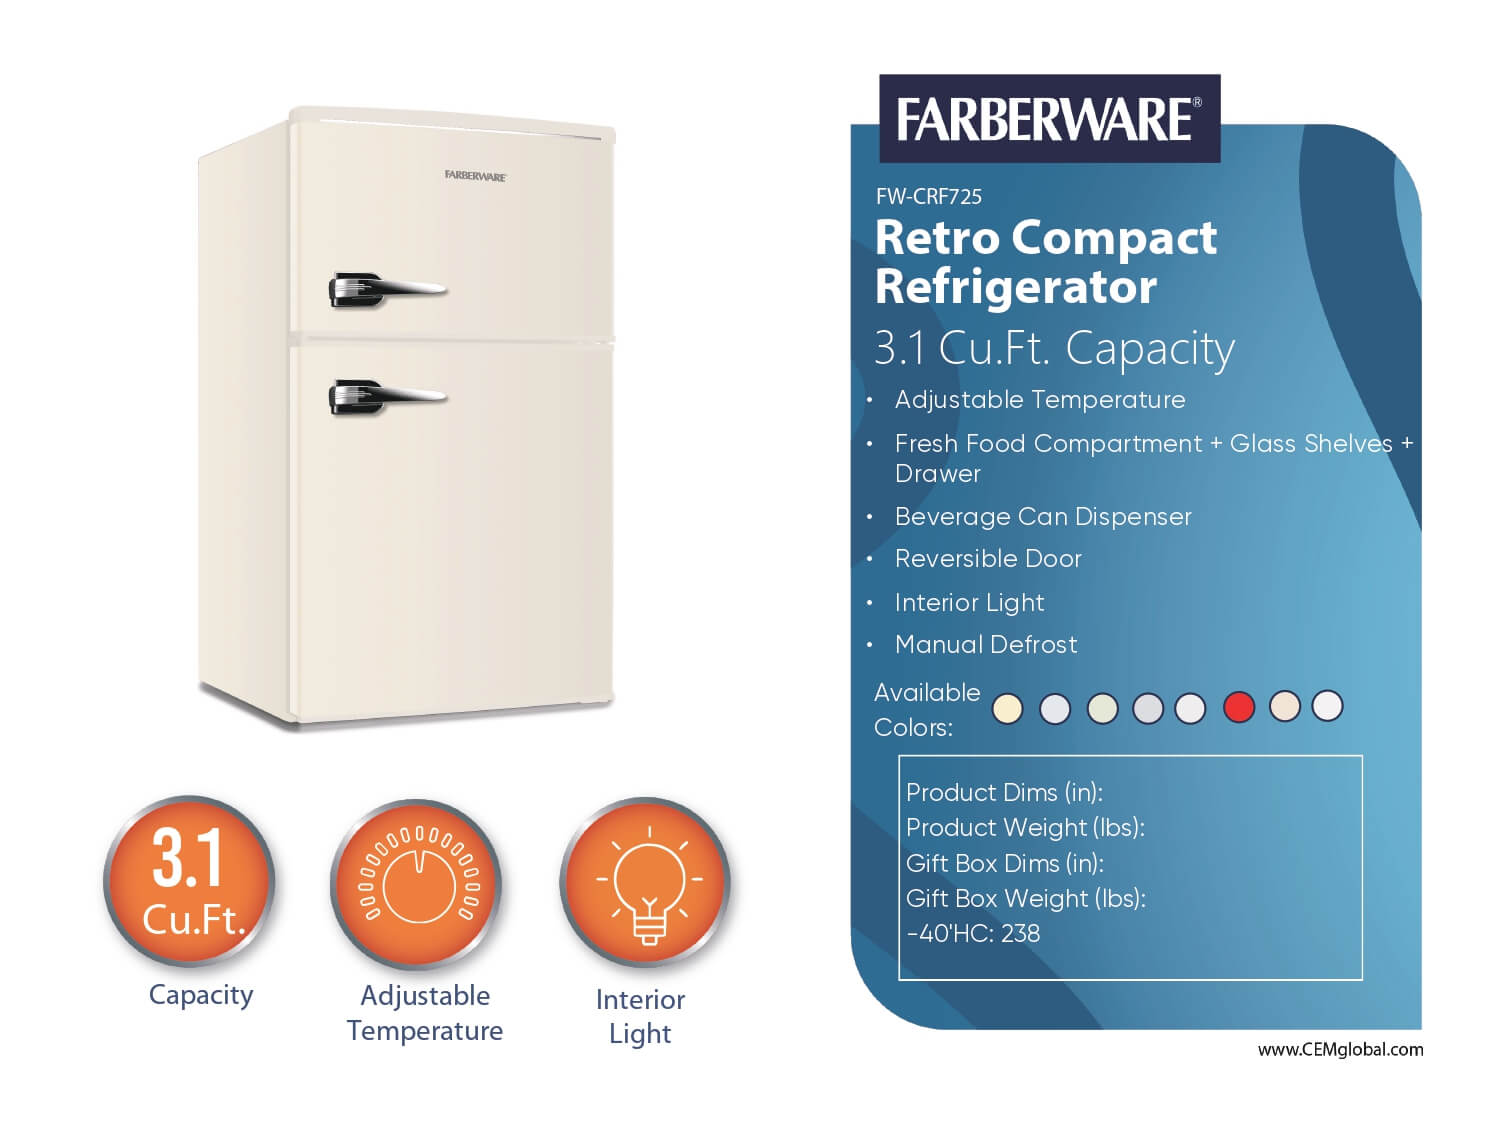 FARBERWARE
3.1
Cu.Ft.
Capacity
Adjustable
Temperature
Interior
Light
FARBERWARE®
FW-CRF725
Retro Compact
Refrigerator
3.1 Cu.Ft. Capacity
• Adjustable Temperature
• Fresh Food Compartment + Glass Shelves +
Drawer
• Beverage Can Dispenser
• Reversible Door
• Interior Light
• Manual Defrost
Available
Colors:
Product Dims (in):
Product Weight (lbs):
Gift Box Dims (in):
Gift Box Weight (lbs):
-40'HC: 238
www.CEMglobal.com